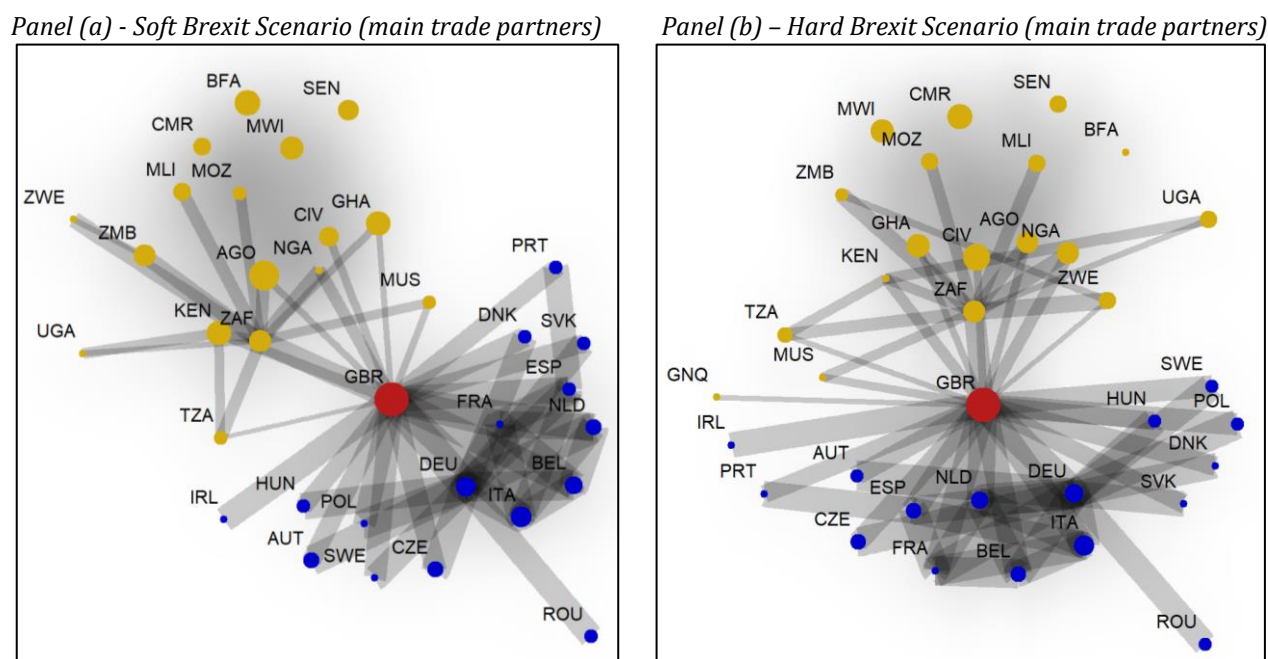 Panel (a) - Soft Brexit Scenario (main trade partners)
BFA
SEN
CMR
MWI
MLI MOZ
ZWE
CIV
GHA
ZMB
AGO
NGA
PRT
MUS
KEN
ZAF
DNK
SVK
UGA
GBR
ESP
FRA
NLD
TZA
DEU
BEL
IRL
HUN
POL
ITA
AUT
SWE
CZE
ROU
Panel (b) – Hard Brexit Scenario (main trade partners)
SEN
CMR
MWI
BFA
MOZ
MLI
ZMB
UGA
GHA
AGO
CIV
NGA
KEN
ZAF
ZWE
TZA
MUS
GNQ
GBR
SWE
HUN
POL
IRL
DNK
AUT
PRT
NLD
DEU
ESP
SVK
CZE
ITA
FRA
BEL
ROU